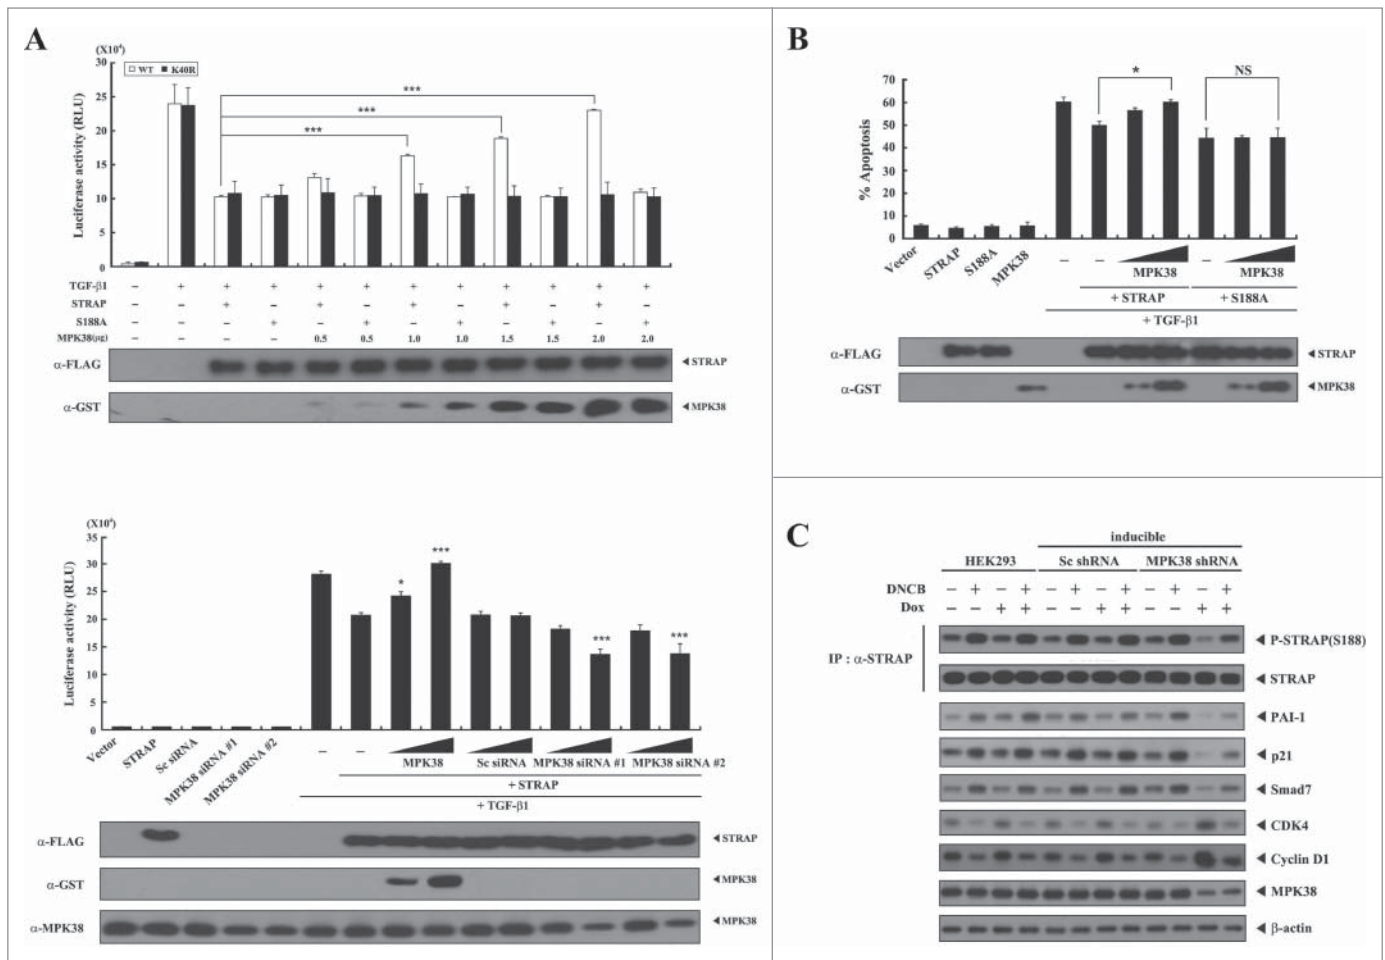 A
(X10⁴)
Luciferase activity (RLU)
30
25
20
15
10
5
0
WT K40R
***
***
***
TGF-β1 – + + + + + + + + + + +
STRAP – – + – + – + – + – + –
S188A – – – + – + – + – + – +
MPK38(μg) – – – – 0.5 0.5 1.0 1.0 1.5 1.5 2.0 2.0
α-FLAG ◄STRAP
α-GST ◄MPK38
(X10⁴)
Luciferase activity (RLU)
35
30
25
20
15
10
5
0
* *** *** ***
Vector STRAP Sc siRNA MPK38 siRNA #1 MPK38 siRNA #2 – –
MPK38 Sc siRNA MPK38 siRNA #1 MPK38 siRNA #2
+ STRAP
+ TGF-β1
α-FLAG ◄STRAP
α-GST ◄MPK38
α-MPK38 ◄MPK38
B
% Apoptosis
70
60
50
40
30
20
10
0
* NS
Vector STRAP S188A MPK38 – – –
MPK38 MPK38
+ STRAP + S188A
+ TGF-β1
α-FLAG ◄STRAP
α-GST ◄MPK38
C
inducible
HEK293 Sc shRNA MPK38 shRNA
DNCB – + – + – + – + – + – +
Dox – – + + – – + + – – + +
IP : α-STRAP
◄ P-STRAP(S188)
◄ STRAP
◄ PAI-1
◄ p21
◄ Smad7
◄ CDK4
◄ Cyclin D1
◄ MPK38
◄ β-actin